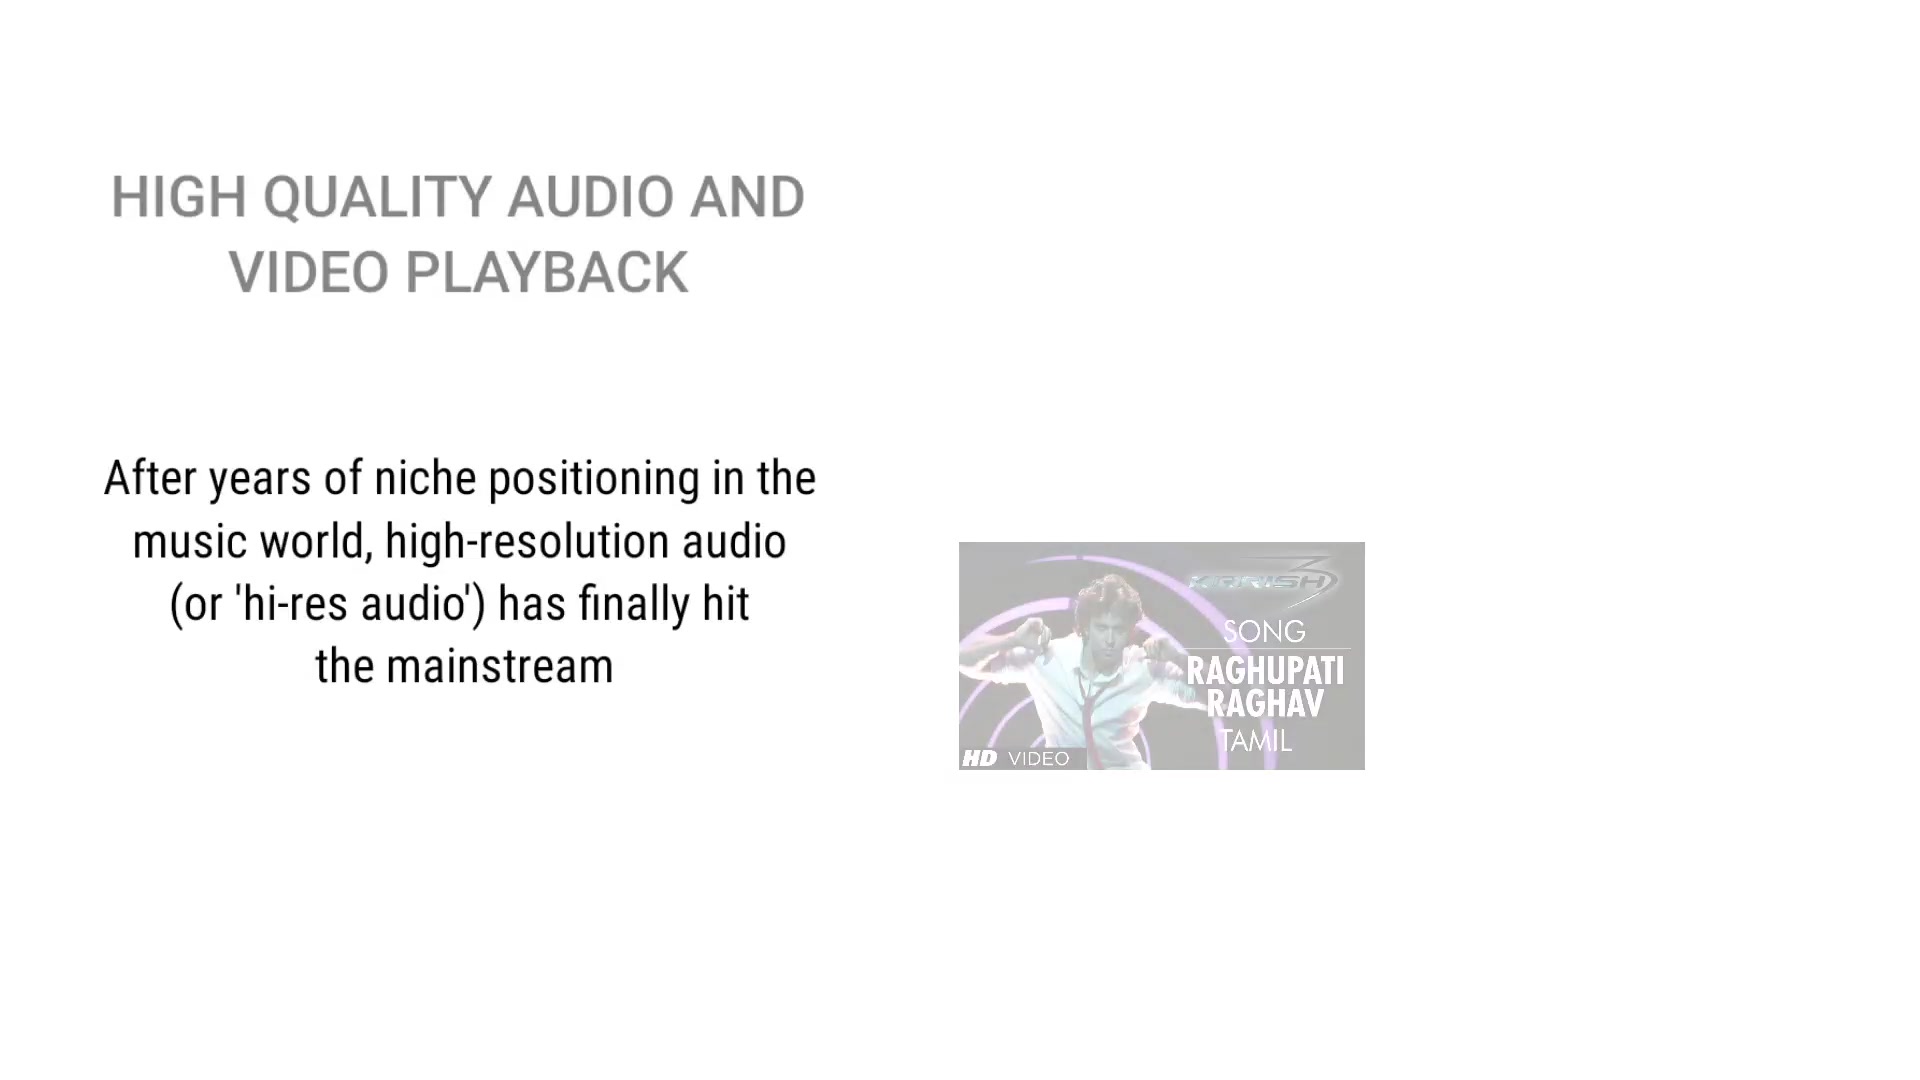 HIGH QUALITY AUDIO AND
VIDEO PLAYBACK
After years of niche positioning in the
music world, high-resolution audio
(or 'hi-res audio') has finally hit
the mainstream
KRRISH 3
SONG
RAGHUPATI
RAGHAV
TAMIL
HD VIDEO